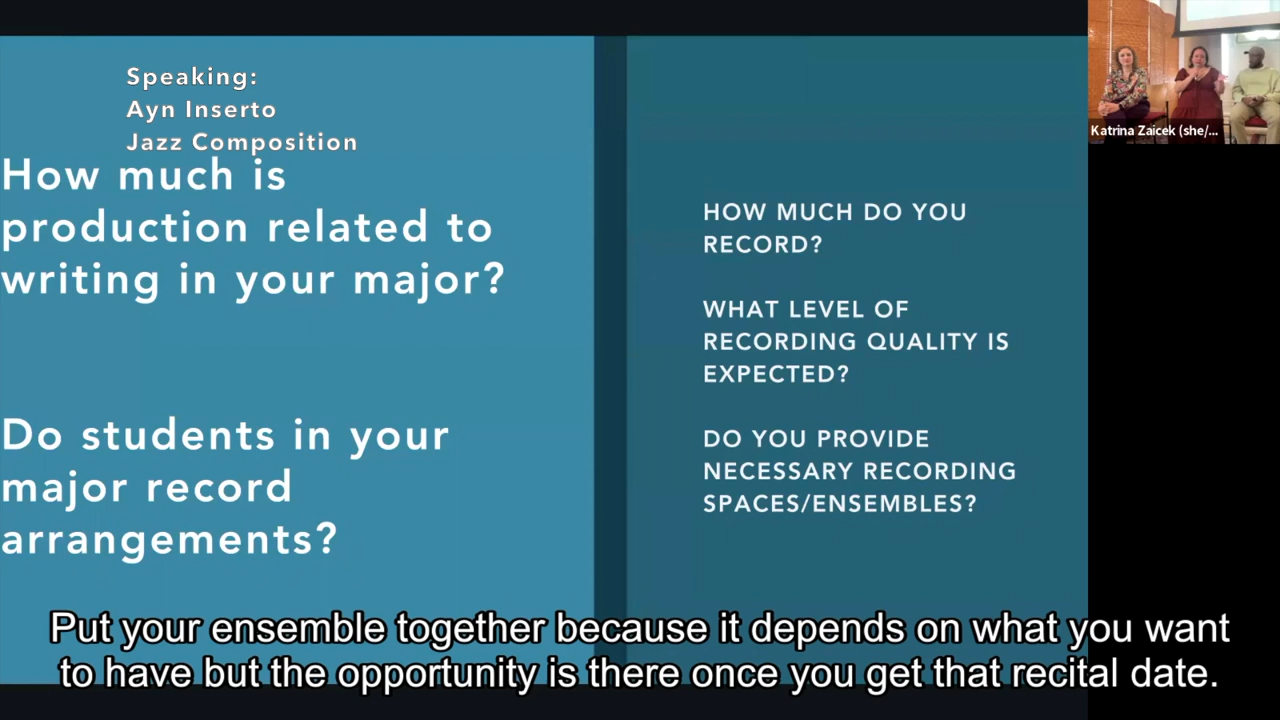 Speaking:
Ayn Inserto
Jazz Composition
How much is
production related to
writing in your major?
Do students in your
major record
arrangements?
HOW MUCH DO YOU
RECORD?
WHAT LEVEL OF
RECORDING QUALITY IS
EXPECTED?
DO YOU PROVIDE
NECESSARY RECORDING
SPACES/ENSEMBLES?
Katrina Zaicek (she/...
Put your ensemble together because it depends on what you want
to have but the opportunity is there once you get that recital date.